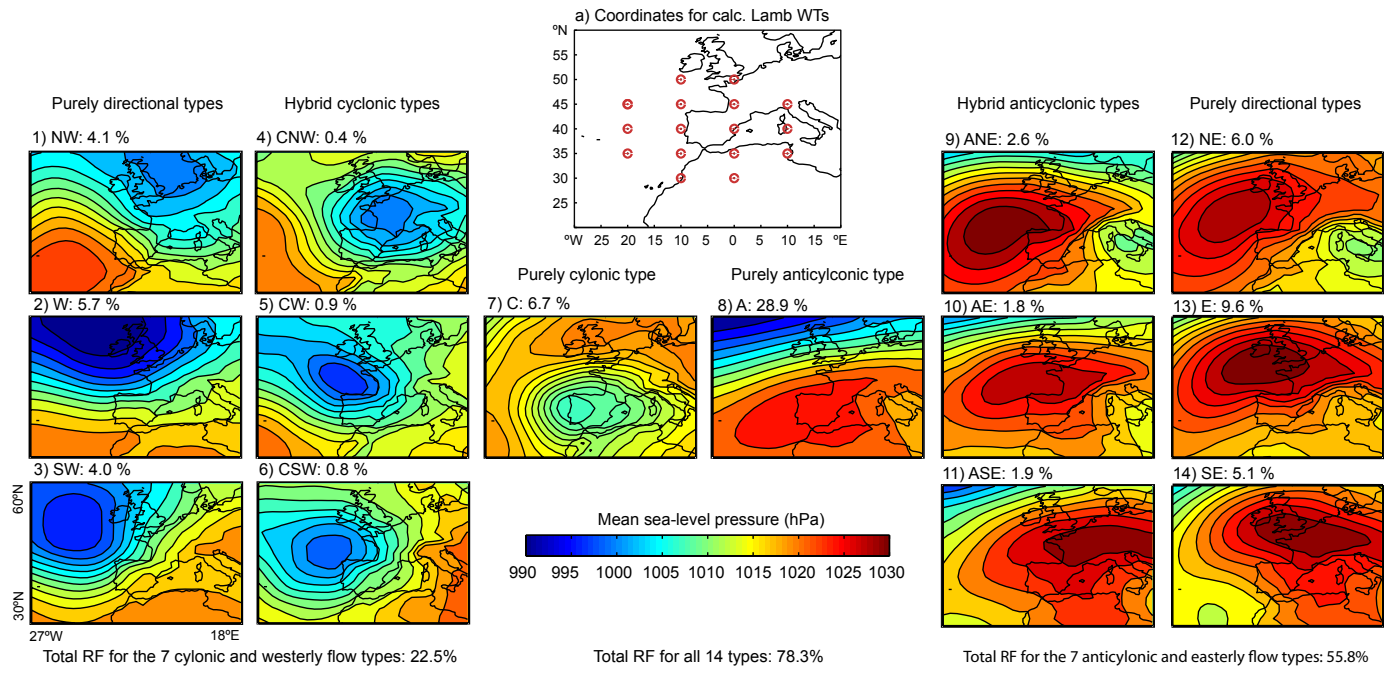 a) Coordinates for calc. Lamb WTs
ºN
55
50
45
40
35
30
25
ºW 25 20 15 10 5 0 5 10 15 ºE
Purely directional types
Hybrid cyclonic types
Hybrid anticyclonic types
Purely directional types
1) NW: 4.1 %
4) CNW: 0.4 %
9) ANE: 2.6 %
12) NE: 6.0 %
Purely cylonic type
Purely anticylconic type
2) W: 5.7 %
5) CW: 0.9 %
7) C: 6.7 %
8) A: 28.9 %
10) AE: 1.8 %
13) E: 9.6 %
3) SW: 4.0 %
6) CSW: 0.8 %
11) ASE: 1.9 %
14) SE: 5.1 %
60ºN
30ºN
27ºW 18ºE
Mean sea-level pressure (hPa)
990 995 1000 1005 1010 1015 1020 1025 1030
Total RF for the 7 cylonic and westerly flow types: 22.5%
Total RF for all 14 types: 78.3%
Total RF for the 7 anticylonic and easterly flow types: 55.8%